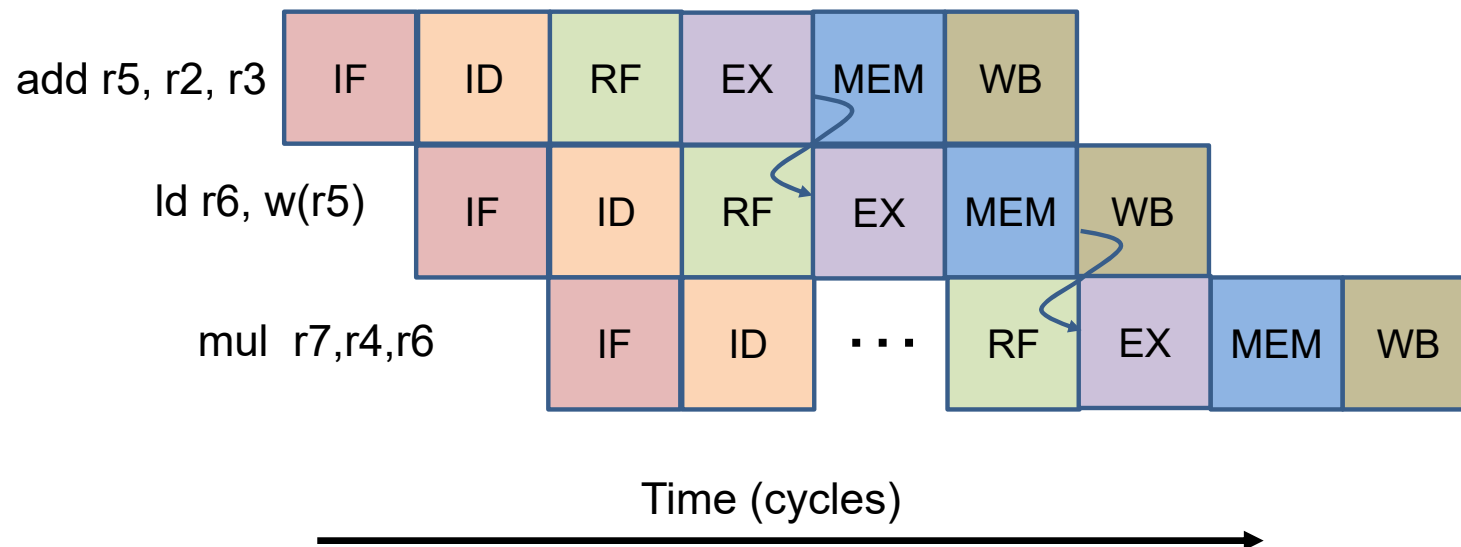 add r5, r2, r3 IF ID RF EX MEM WB
ld r6, w(r5) IF ID RF EX MEM WB
mul r7,r4,r6 IF ID ... RF EX MEM WB
Time (cycles)